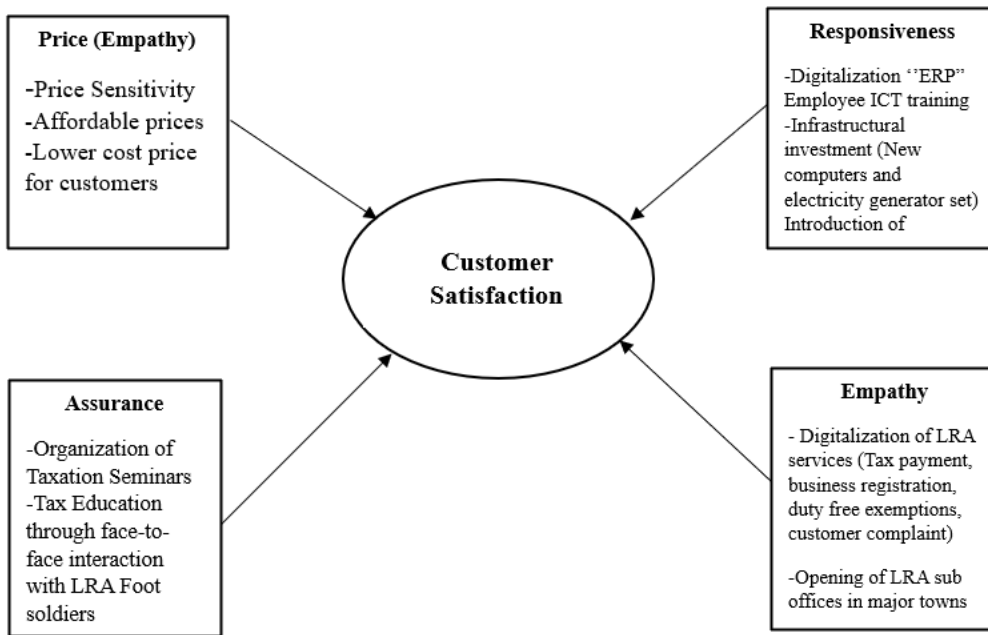 Price (Empathy)
-Price Sensitivity
-Affordable prices
-Lower cost price
for customers
Responsiveness
-Digitalization ‘’ERP”
Employee ICT training
-Infrastructural
investment (New
computers and
electricity generator set)
Introduction of
Customer
Satisfaction
Assurance
-Organization of
Taxation Seminars
-Tax Education
through face-to-
face interaction
with LRA Foot
soldiers
Empathy
- Digitalization of LRA
services (Tax payment,
business registration,
duty free exemptions,
customer complaint)
-Opening of LRA sub
offices in major towns